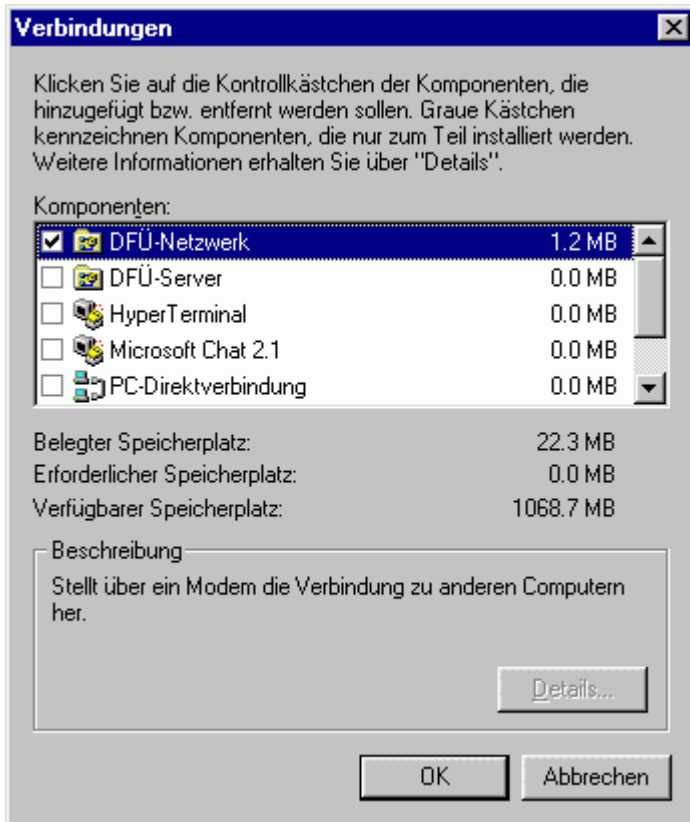 Verbindungen
Klicken Sie auf die Kontrollkästchen der Komponenten, die
hinzugefügt bzw. entfernt werden sollen. Graue Kästchen
kennzeichnen Komponenten, die nur zum Teil installiert werden.
Weitere Informationen erhalten Sie über "Details".
Komponenten:
DFÜ-Netzwerk 1.2 MB
DFÜ-Server 0.0 MB
HyperTerminal 0.0 MB
Microsoft Chat 2.1 0.0 MB
PC-Direktverbindung 0.0 MB
Belegter Speicherplatz: 22.3 MB
Erforderlicher Speicherplatz: 0.0 MB
Verfügbarer Speicherplatz: 1068.7 MB
Beschreibung
Stellt über ein Modem die Verbindung zu anderen Computern
her.
Details...
OK Abbrechen